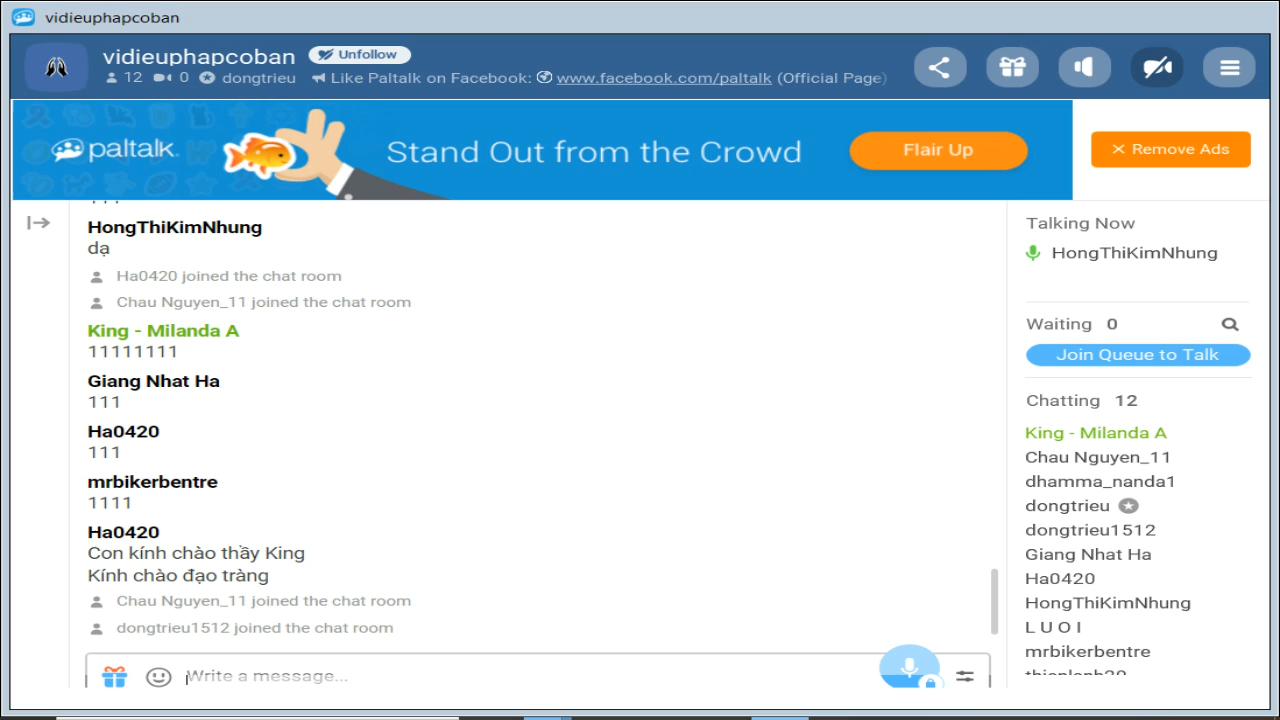 vidieuphapcoban
vidieuphapcoban Unfollow
12 0 dongtrieu Like Paltalk on Facebook: www.facebook.com/paltalk (Official Page)
paltalk Stand Out from the Crowd Flair Up
× Remove Ads
HongThiKimNhung
dạ
Ha0420 joined the chat room
Chau Nguyen_11 joined the chat room
King - Milanda A
11111111
Giang Nhat Ha
111
Ha0420
111
mrbikerbentre
1111
Ha0420
Con kính chào thầy King
Kính chào đạo tràng
Chau Nguyen_11 joined the chat room
dongtrieu1512 joined the chat room
Write a message...
Talking Now
HongThiKimNhung
Waiting 0
Join Queue to Talk
Chatting 12
King - Milanda A
Chau Nguyen_11
dhamma_nanda1
dongtrieu
dongtrieu1512
Giang Nhat Ha
Ha0420
HongThiKimNhung
L U O I
mrbikerbentre